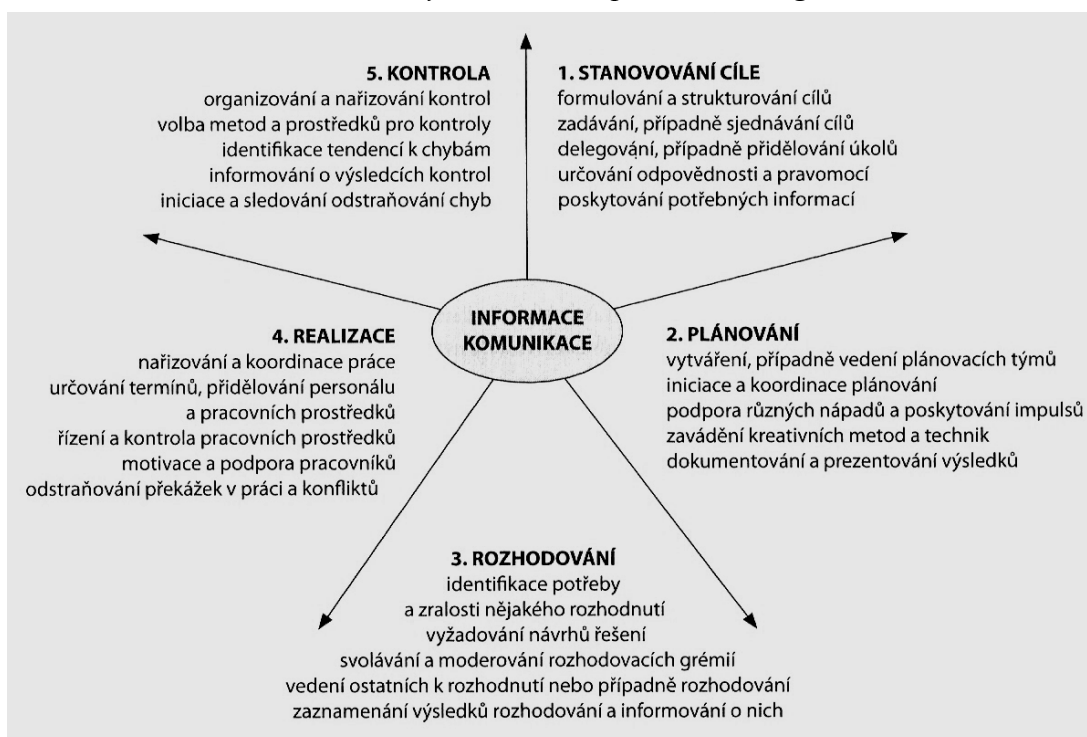 5. KONTROLA
organizování a nařizování kontrol
volba metod a prostředků pro kontroly
identifikace tendencí k chybám
informování o výsledcích kontrol
iniciace a sledování odstraňování chyb
1. STANOVOVÁNÍ CÍLE
formulování a strukturování cílů
zadávání, případně sjednávání cílů
delegování, případně přidělování úkolů
určování odpovědnosti a pravomocí
poskytování potřebných informací
INFORMACE
KOMUNIKACE
4. REALIZACE
nařizování a koordinace práce
určování termínů, přidělování personálu
a pracovních prostředků
řízení a kontrola pracovních prostředků
motivace a podpora pracovníků
odstraňování překážek v práci a konfliktů
2. PLÁNOVÁNÍ
vytváření, případně vedení plánovacích týmů
iniciace a koordinace plánování
podpora různých nápadů a poskytování impulsů
zavádění kreativních metod a technik
dokumentování a prezentování výsledků
3. ROZHODOVÁNÍ
identifikace potřeby
a zralosti nějakého rozhodnutí
vyžadování návrhů řešení
svolávání a moderování rozhodovacích grémií
vedení ostatních k rozhodnutí nebo případně rozhodování
zaznamenání výsledků rozhodování a informování o nich